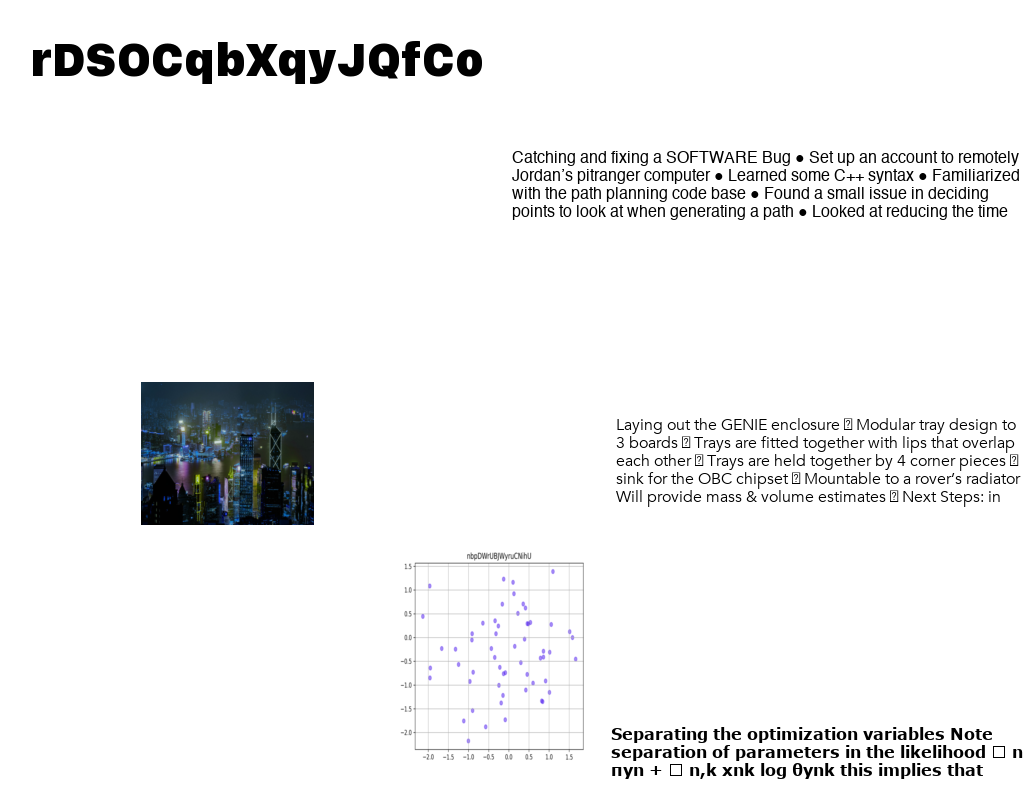 rDSOCqbXqyJQfCo
Catching and fixing a SOFTWARE Bug ● Set up an account to remotely
Jordan's pitranger computer ● Learned some C++ syntax ● Familiarized
with the path planning code base ● Found a small issue in deciding
points to look at when generating a path ● Looked at reducing the time
Laying out the GENIE enclosure Modular tray design to
3 boards Trays are fitted together with lips that overlap
each other Trays are held together by 4 corner pieces
sink for the OBC chipset Mountable to a rover's radiator
Will provide mass & volume estimates Next Steps: in
nbpDWrUBJWyruCNihU
1.5
1.0
0.5
0.0
−0.5
−1.0
−1.5
−2.0
−2.0 −1.5 −1.0 −0.5 0.0 0.5 1.0 1.5
Separating the optimization variables Note
separation of parameters in the likelihood □ n
πyn + □ n,k xnk log θynk this implies that